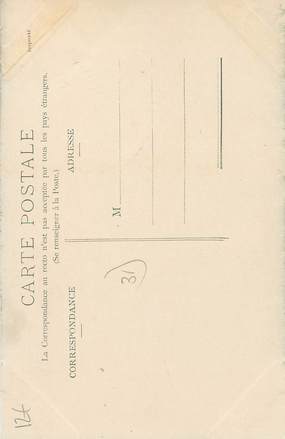 CARTE POSTALE
La Correspondance au recto n'est pas acceptée par tous les pays étrangers.
(Se renseigner à la Poste.)
CORRESPONDANCE
ADRESSE
M
31